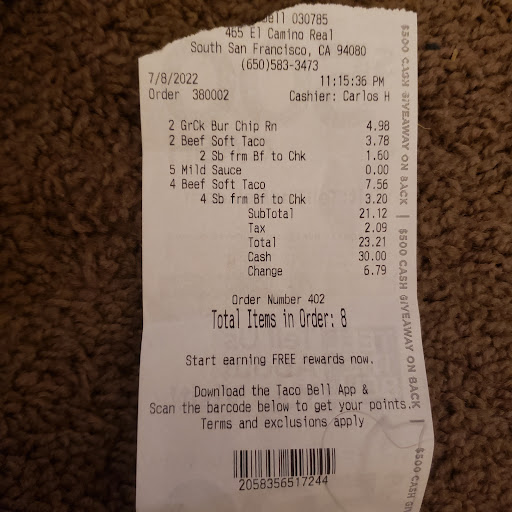 ell 030785
465 El Camino Real
South San Francisco, CA 94080
(650)583-3473
7/8/2022 11:15:36 PM
Order 380002 Cashier: Carlos H
2 GrCk Bur Chip Rn 4.98
2 Beef Soft Taco 3.78
2 Sb frm Bf to Chk 1.60
5 Mild Sauce 0.00
4 Beef Soft Taco 7.56
4 Sb frm Bf to Chk 3.20
SubTotal 21.12
Tax 2.09
Total 23.21
Cash 30.00
Change 6.79
Order Number 402
Total Items in Order: 8
Start earning FREE rewards now.
Download the Taco Bell App &
Scan the barcode below to get your points.
Terms and exclusions apply
2058356517244
$500 CASH GIVEAWAY ON BACK | $500 CASH GIVEAWAY ON BACK | $500 CASH GI